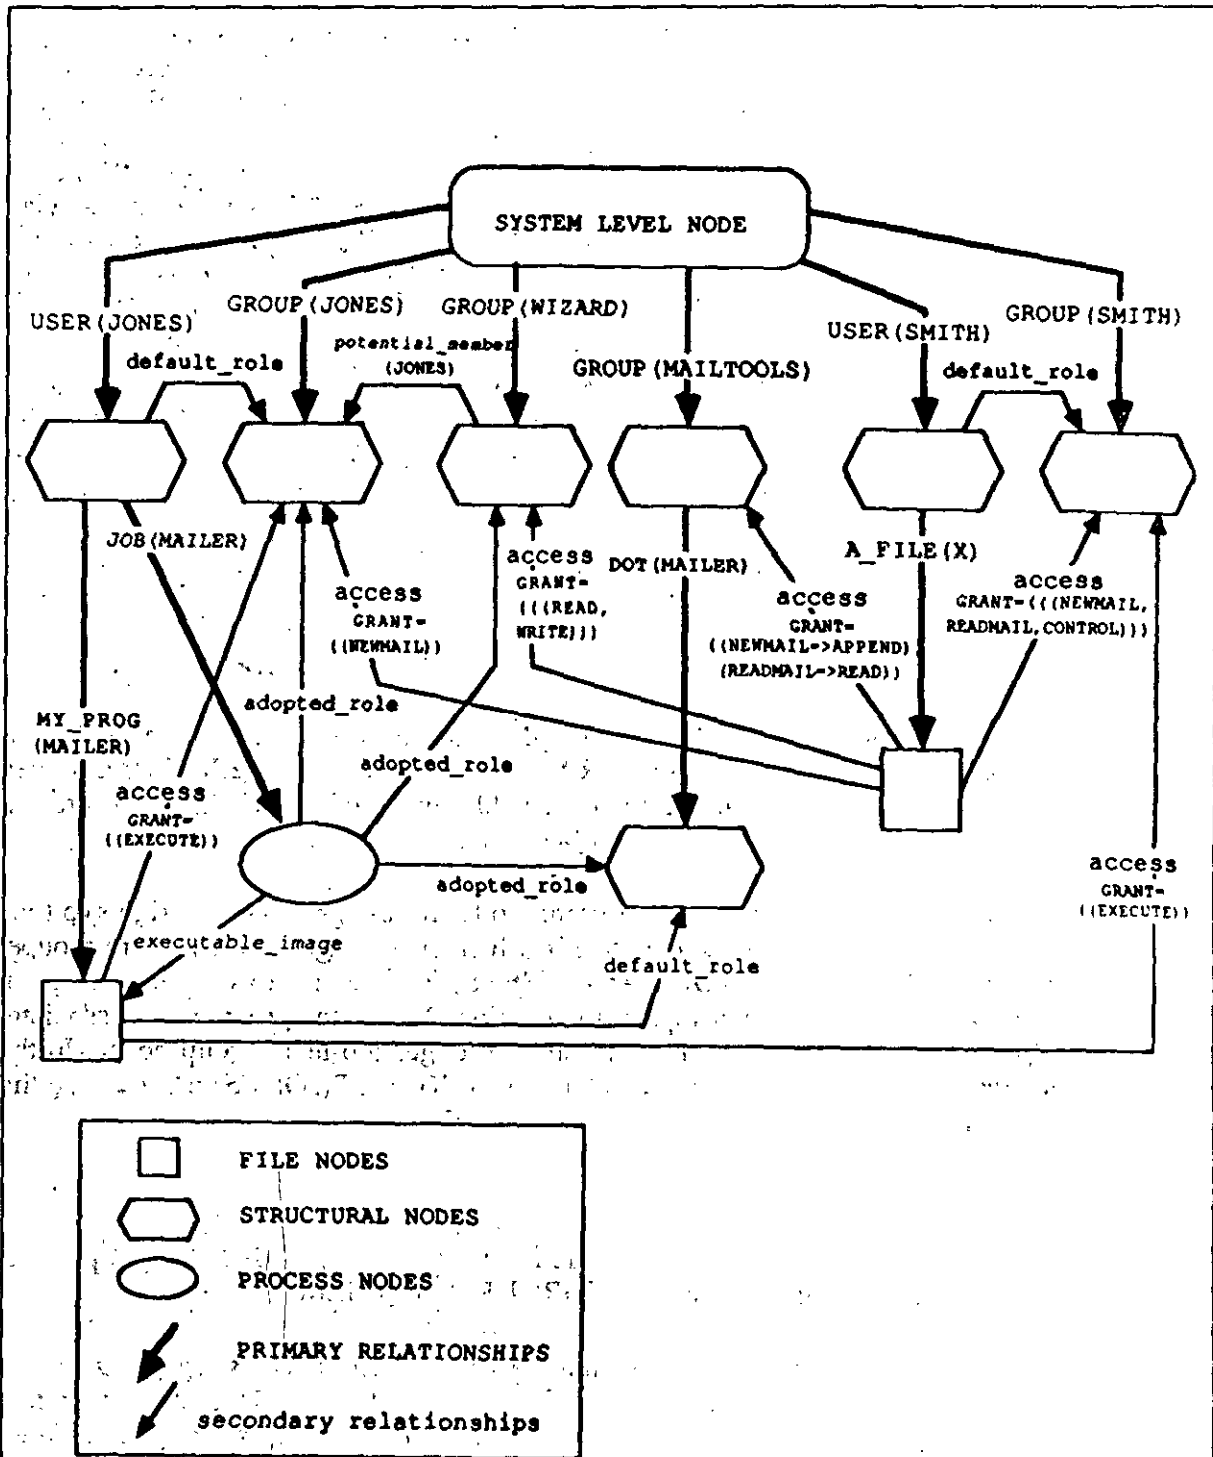 SYSTEM LEVEL NODE
USER(JONES)
GROUP(JONES)
GROUP(WIZARD)
GROUP(MAILTOOLS)
USER(SMITH)
GROUP(SMITH)
default_role
potential_member
(JONES)
default_role
JOB(MAILER)
access
GRANT=
((NEWMAIL))
access
GRANT=
(((READ,
WRITE)))
DOT(MAILER)
access
GRANT=
((NEWMAIL=>APPEND)
(READMAIL=>READ))
A_FILE(X)
access
GRANT=(((NEWMAIL,
READMAIL,CONTROL)))
MY_PROG
(MAILER)
adopted_role
adopted_role
access
GRANT=
((EXECUTE))
adopted_role
access
GRANT=
((EXECUTE))
executable_image
default_role
FILE NODES
STRUCTURAL NODES
PROCESS NODES
PRIMARY RELATIONSHIPS
secondary relationships